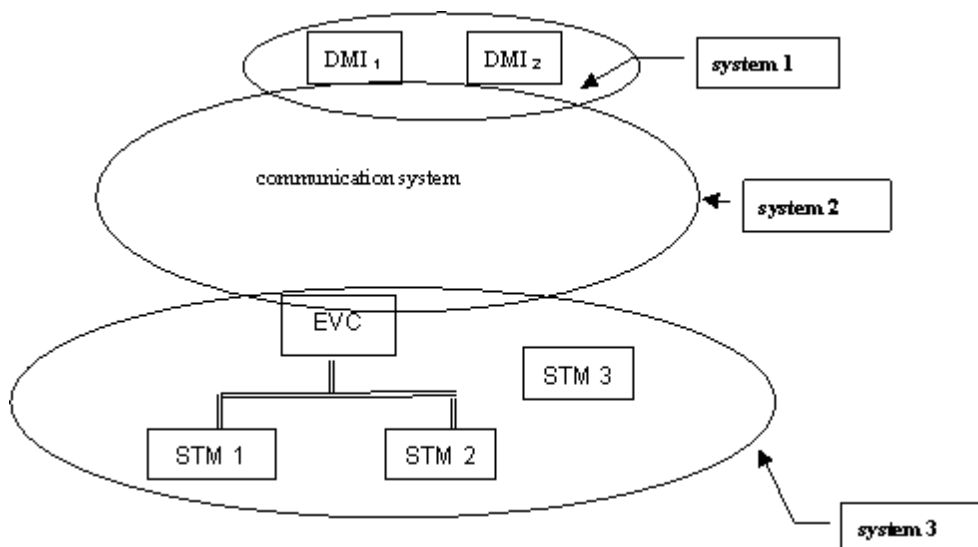 DMI 1
DMI 2
system 1
communication system
system 2
EVC
STM 3
STM 1
STM 2
system 3